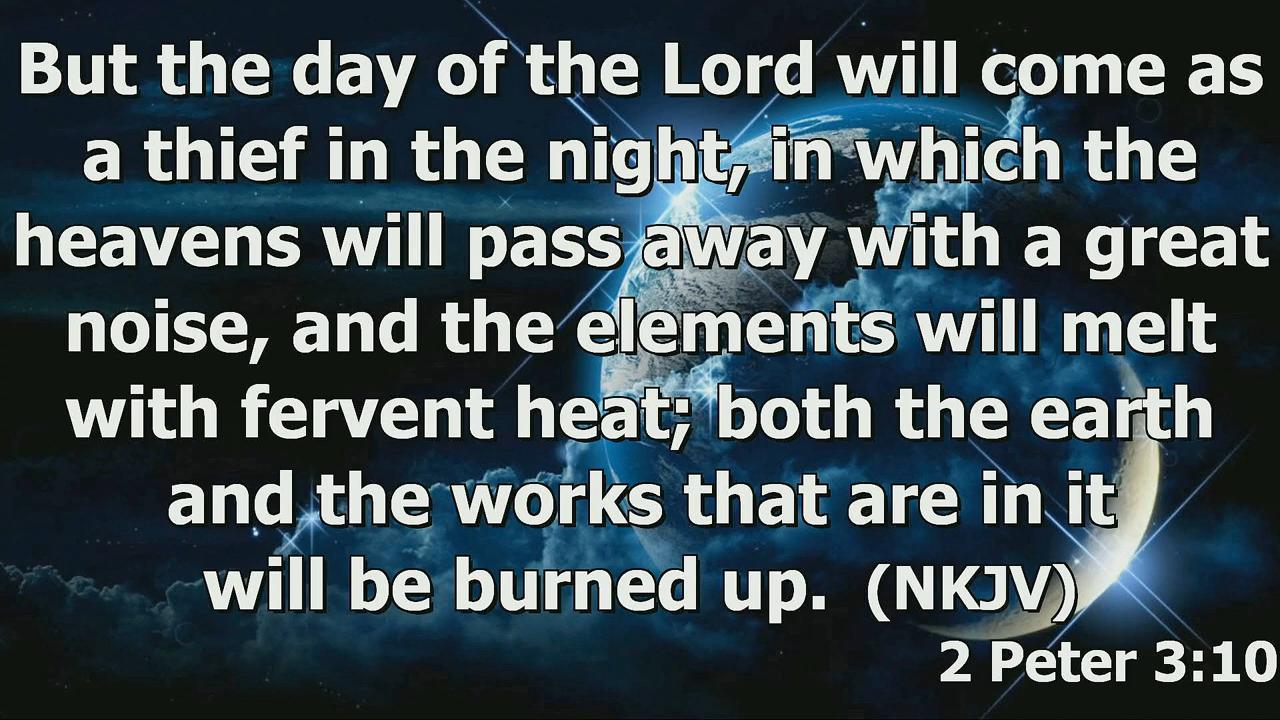 But the day of the Lord will come as
a thief in the night, in which the
heavens will pass away with a great
noise, and the elements will melt
with fervent heat; both the earth
and the works that are in it
will be burned up. (NKJV)
2 Peter 3:10